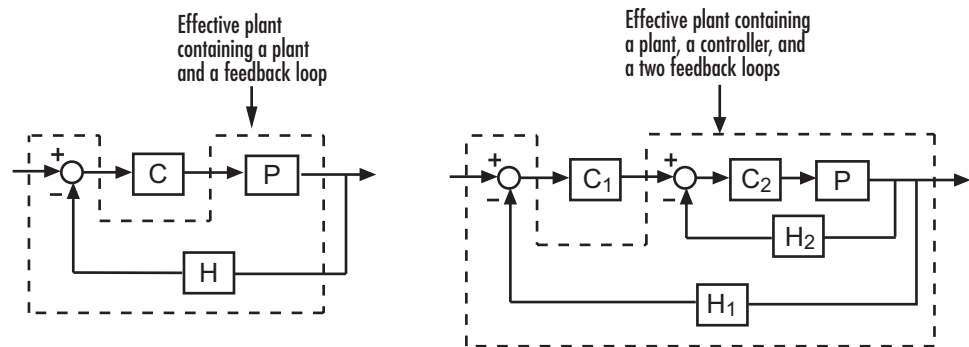 Effective plant
containing a plant
and a feedback loop
+
−
C
P
H
Effective plant containing
a plant, a controller, and
a two feedback loops
+
−
C₁
+
−
C₂
P
H₂
H₁